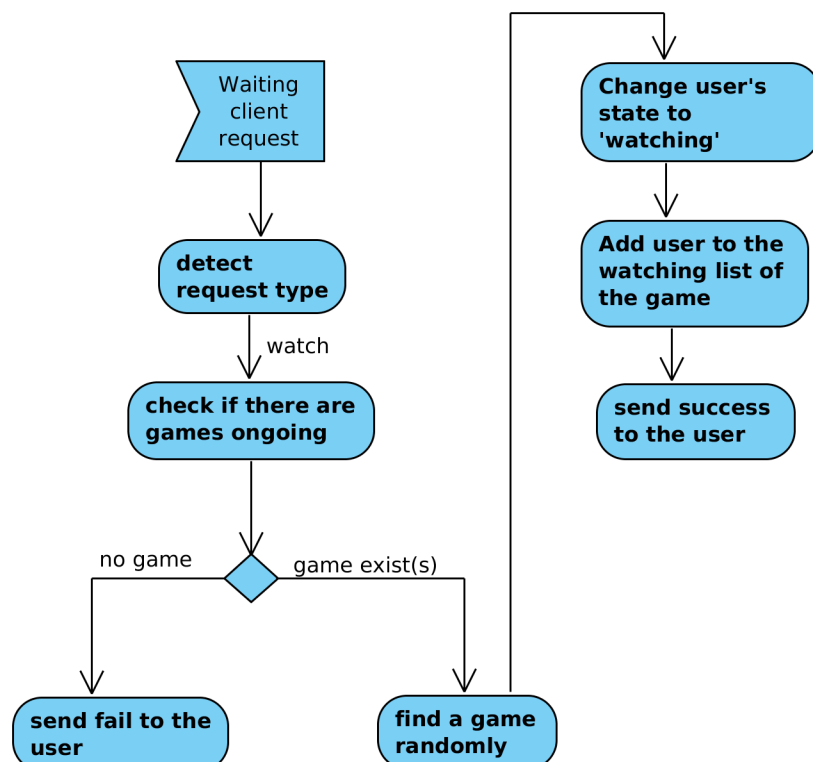 Waiting
client
request
detect
request type
watch
check if there are
games ongoing
no game
game exist(s)
send fail to the
user
find a game
randomly
Change user's
state to
'watching'
Add user to the
watching list of
the game
send success
to the user